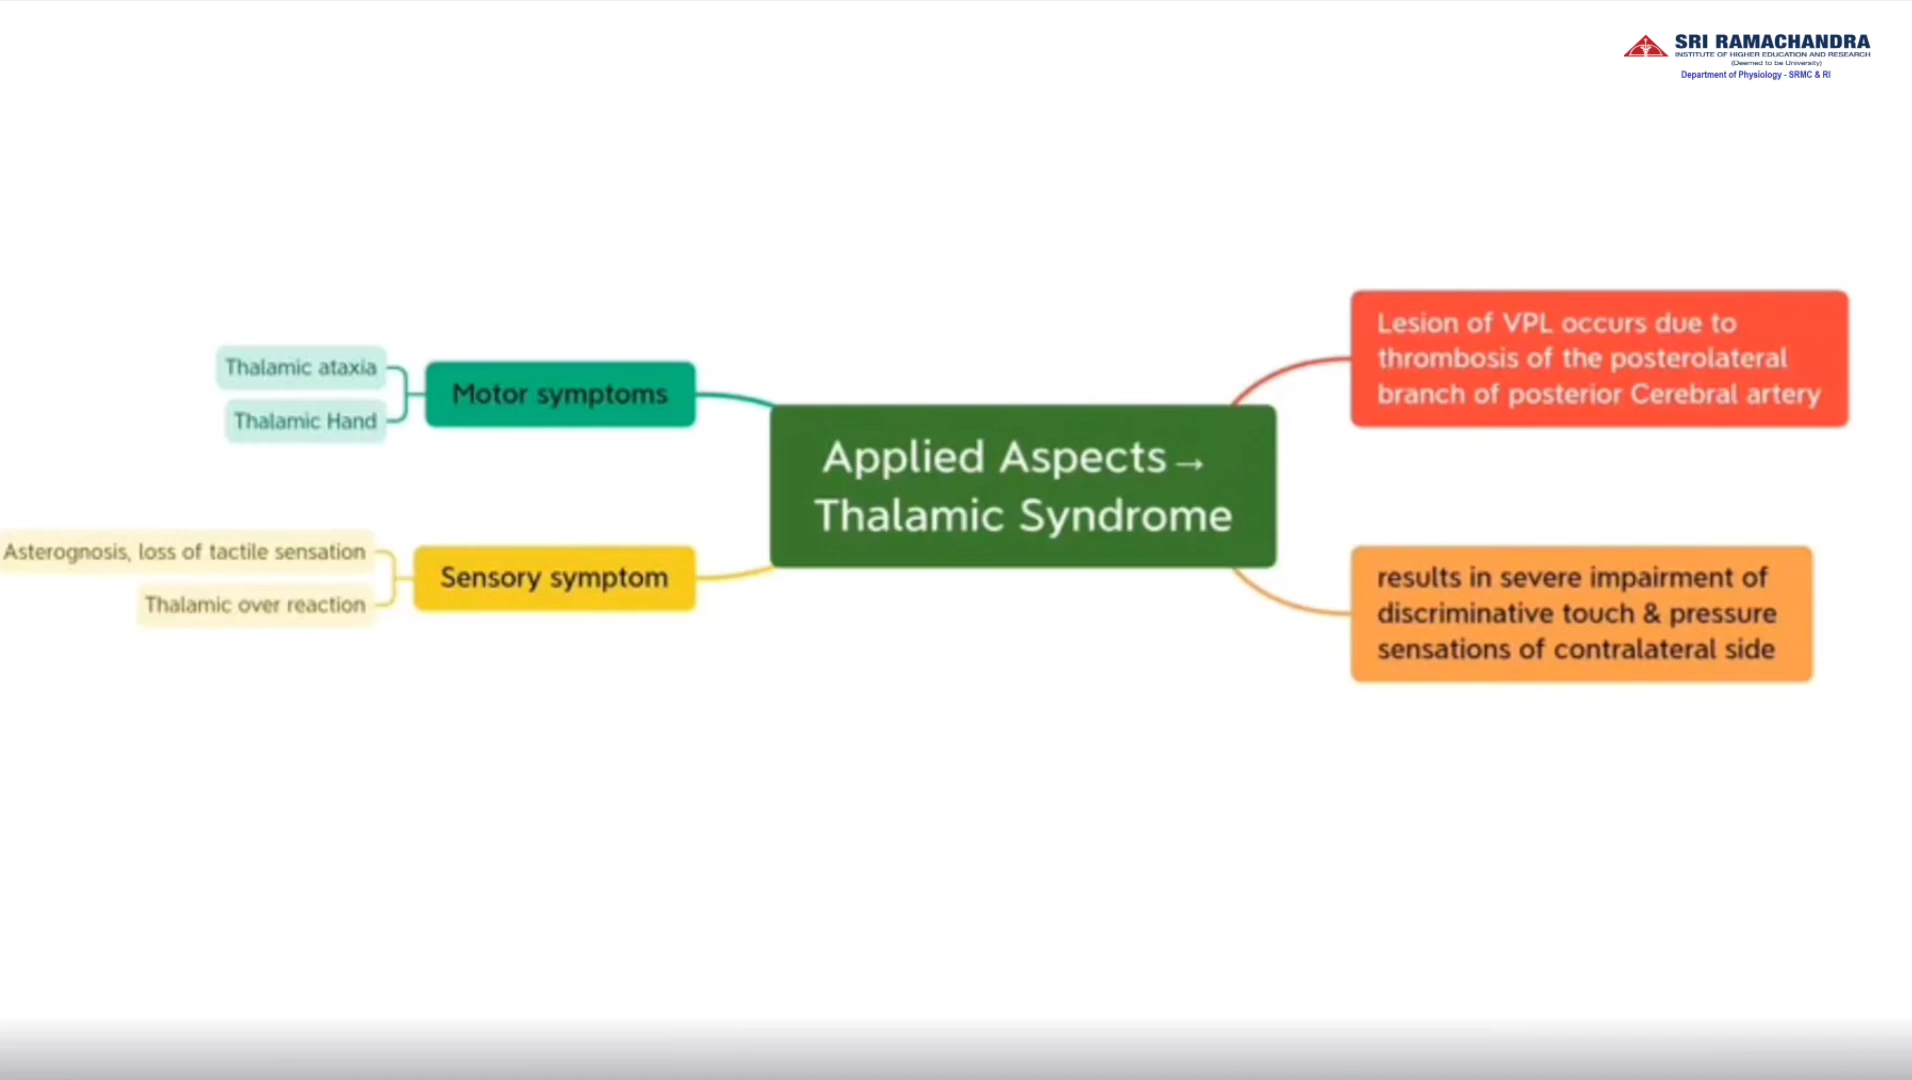 SRI RAMACHANDRA
INSTITUTE OF HIGHER EDUCATION AND RESEARCH
(Deemed to be University)
Department of Physiology - SRMC & RI
Thalamic ataxia
Thalamic Hand
Motor symptoms
Asterognosis, loss of tactile sensation
Thalamic over reaction
Sensory symptom
Applied Aspects→
Thalamic Syndrome
Lesion of VPL occurs due to
thrombosis of the posterolateral
branch of posterior Cerebral artery
results in severe impairment of
discriminative touch & pressure
sensations of contralateral side